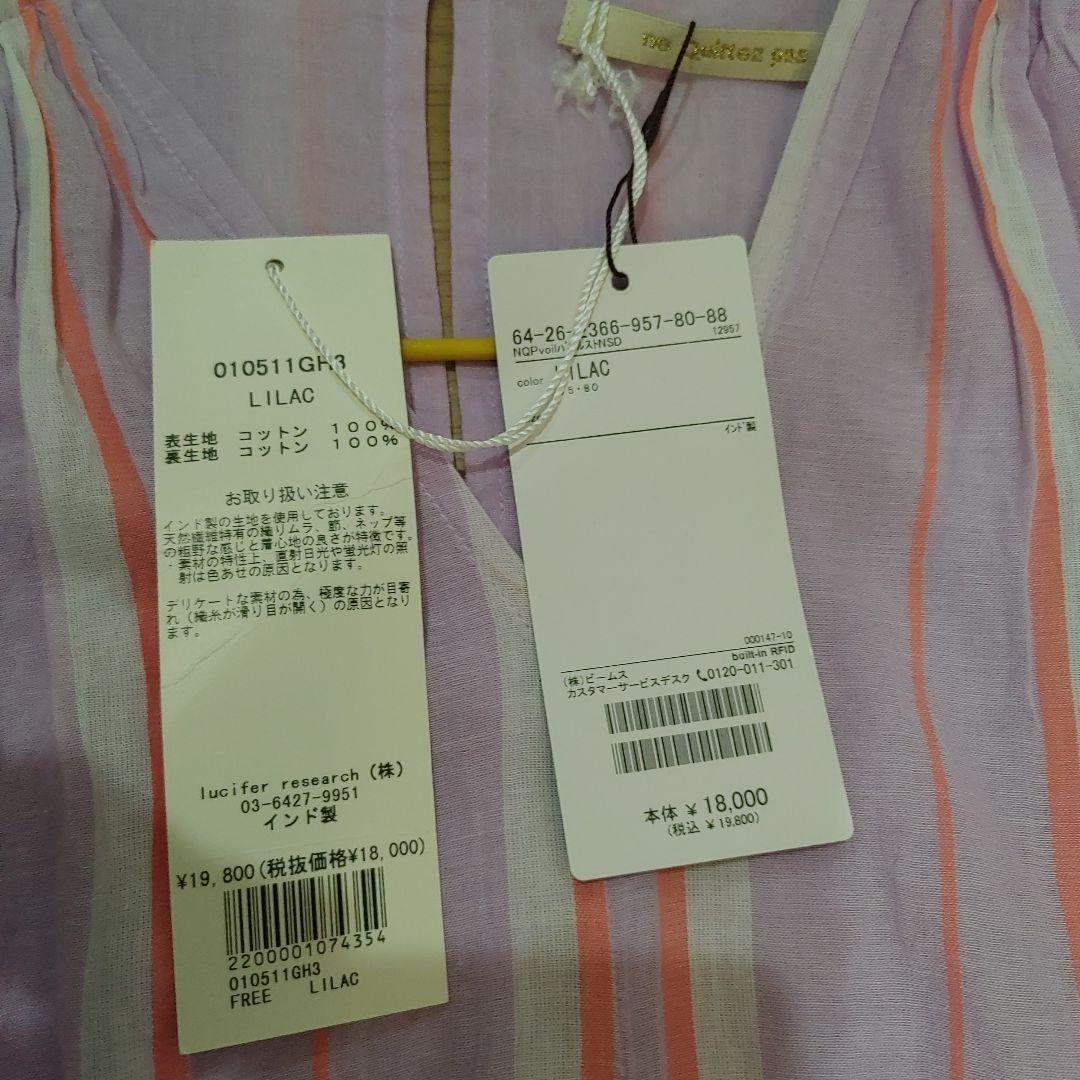 ne Quittez pas
010511GH3
LILAC
表生地 コットン 100%
裏生地 コットン 100%
お取り扱い注意
インド製の生地を使用しております。
天然繊維特有の織りムラ、節、ネップ等
の粗野な感じと着心地の良さが特徴です。
・素材の特性上、直射日光や蛍光灯の照
射は色あせの原因となります。
デリケートな素材の為、極度な力が目寄
れ（織糸が滑り目が開く）の原因となり
ます。
lucifer research（株）
03-6427-9951
インド製
¥19,800(税抜価格¥18,000)
2200001074354
010511GH3
FREE LILAC
64-26- 366-957-80-88
12957
color LILAC
5・80
インド製
000147-10
built-in RFID
(株)ビームス
カスタマーサービスデスク 0120-011-301
本体 ¥18,000
(税込 ¥19,800)